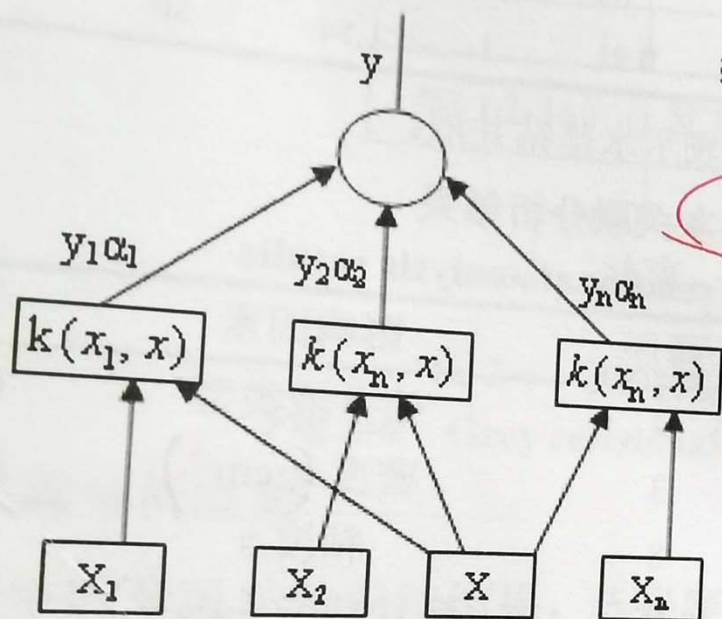 y
y₁α₁
y₂α₂
yₙαₙ
k(x₁, x)
k(xₙ, x)
k(xₙ, x)
X₁
X₂
X
Xₙ